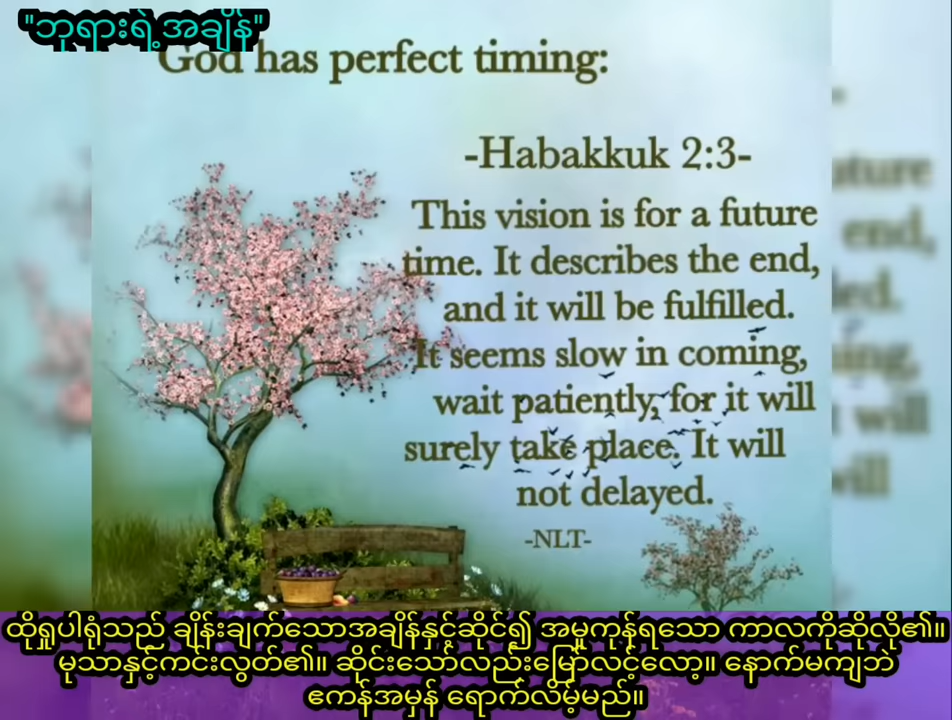 "ဘုရားရဲ့အချိန်"
God has perfect timing:
-Habakkuk 2:3-
This vision is for a future
time. It describes the end,
and it will be fulfilled.
It seems slow in coming,
wait patiently, for it will
surely take place. It will
not delayed.
-NLT-
ထိုရှုပါရုံသည် ချိန်းချက်သောအချိန်နှင့်ဆိုင်၍ အမှုကုန်ရသော ကာလကိုဆိုလို၏။
မုသာနှင့်ကင်းလွတ်၏။ ဆိုင်းသော်လည်းမြော်လင့်လော့။ နောက်မကျဘဲ
ဧကန်အမှန် ရောက်လိမ့်မည်။